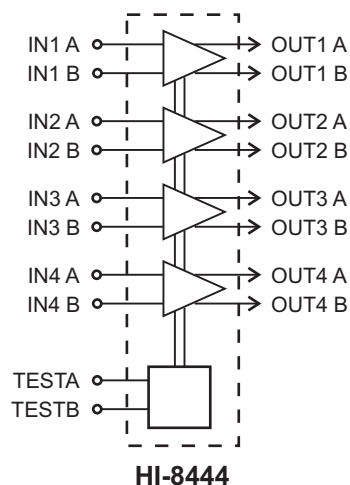 IN1 A OUT1 A
IN1 B OUT1 B
IN2 A OUT2 A
IN2 B OUT2 B
IN3 A OUT3 A
IN3 B OUT3 B
IN4 A OUT4 A
IN4 B OUT4 B
TESTA
TESTB
HI-8444